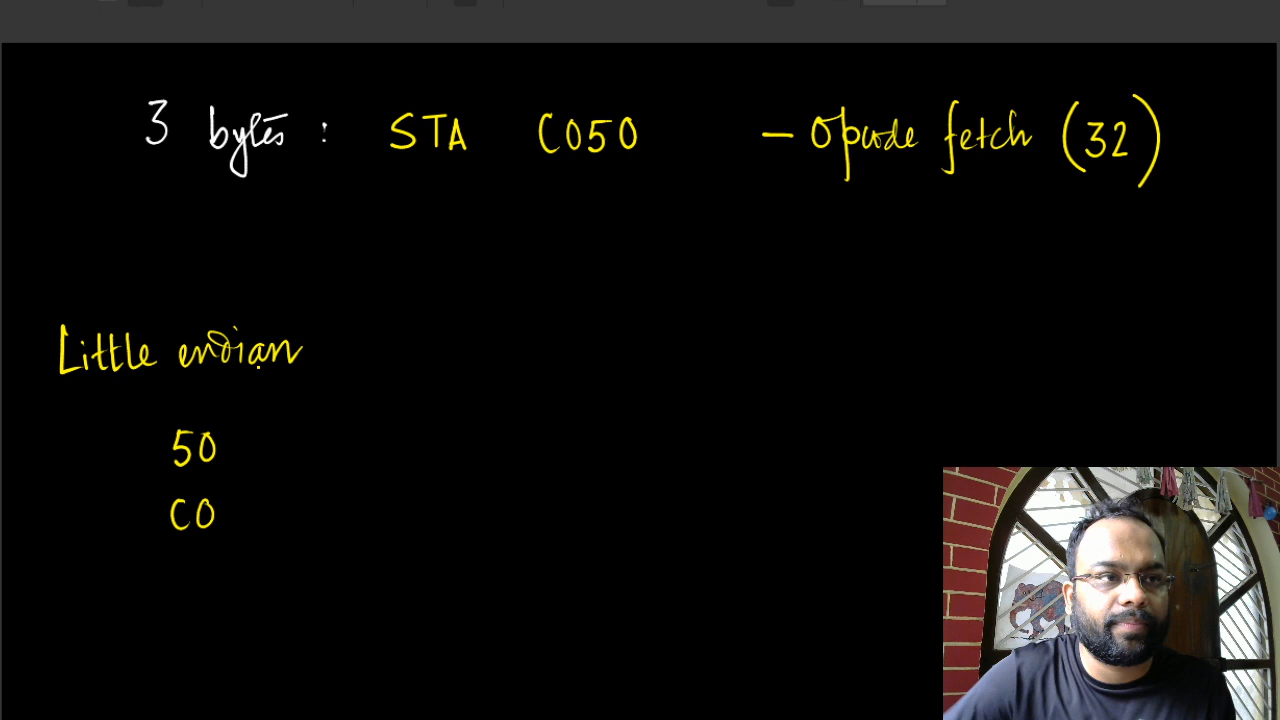 3 bytes : STA C050 – Opcode fetch (32)
Little endian
50
C0